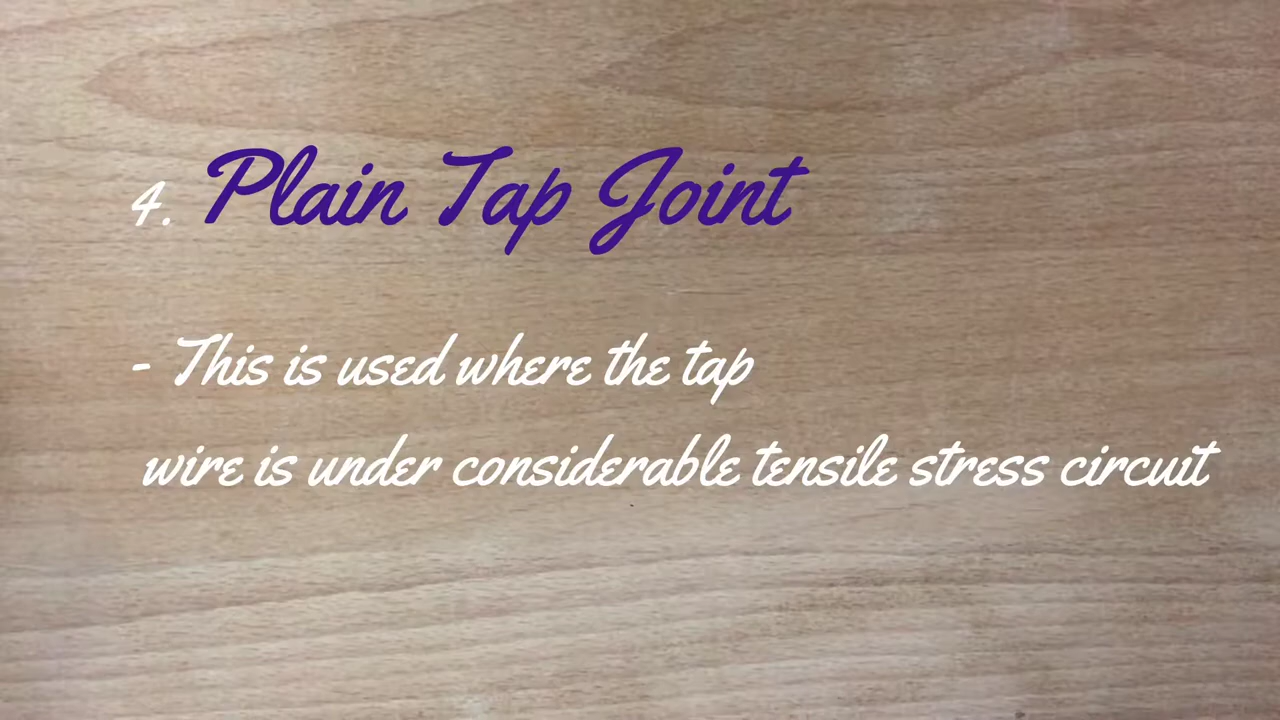 4. Plain Tap Joint
- This is used where the tap
wire is under considerable tensile stress circuit